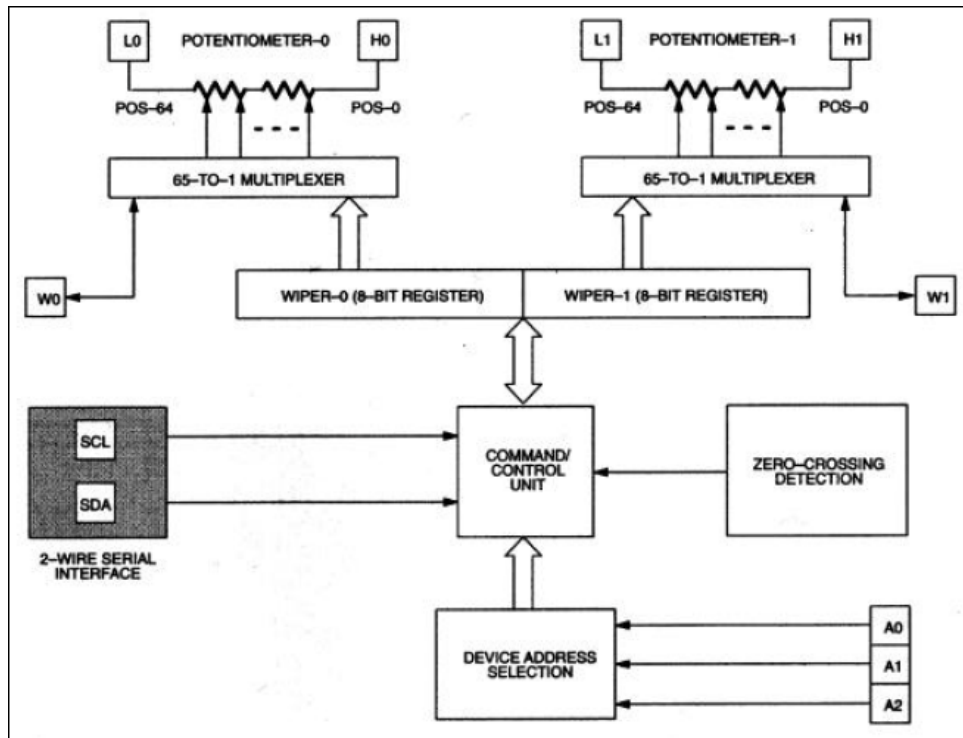 L0 POTENTIOMETER–0 H0
L1 POTENTIOMETER–1 H1
POS–64 POS–0
POS–64 POS–0
65–TO–1 MULTIPLEXER
65–TO–1 MULTIPLEXER
W0
WIPER–0 (8–BIT REGISTER)
WIPER–1 (8–BIT REGISTER)
W1
SCL
SDA
2–WIRE SERIAL
INTERFACE
COMMAND/
CONTROL
UNIT
ZERO–CROSSING
DETECTION
DEVICE ADDRESS
SELECTION
A0
A1
A2